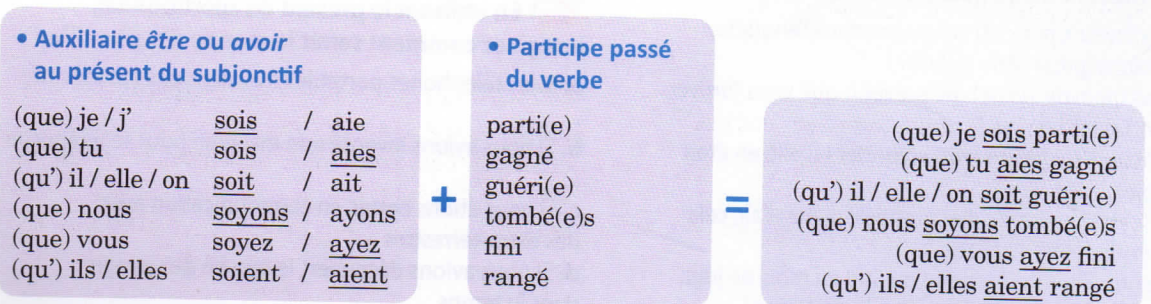 • Auxiliaire être ou avoir
au présent du subjonctif
(que) je / j' sois / aie
(que) tu sois / aies
(qu') il / elle / on soit / ait
(que) nous soyons / ayons
(que) vous soyez / ayez
(qu') ils / elles soient / aient
+
• Participe passé
du verbe
parti(e)
gagné
guéri(e)
tombé(e)s
fini
rangé
=
(que) je sois parti(e)
(que) tu aies gagné
(qu') il / elle / on soit guéri(e)
(que) nous soyons tombé(e)s
(que) vous ayez fini
(qu') ils / elles aient rangé